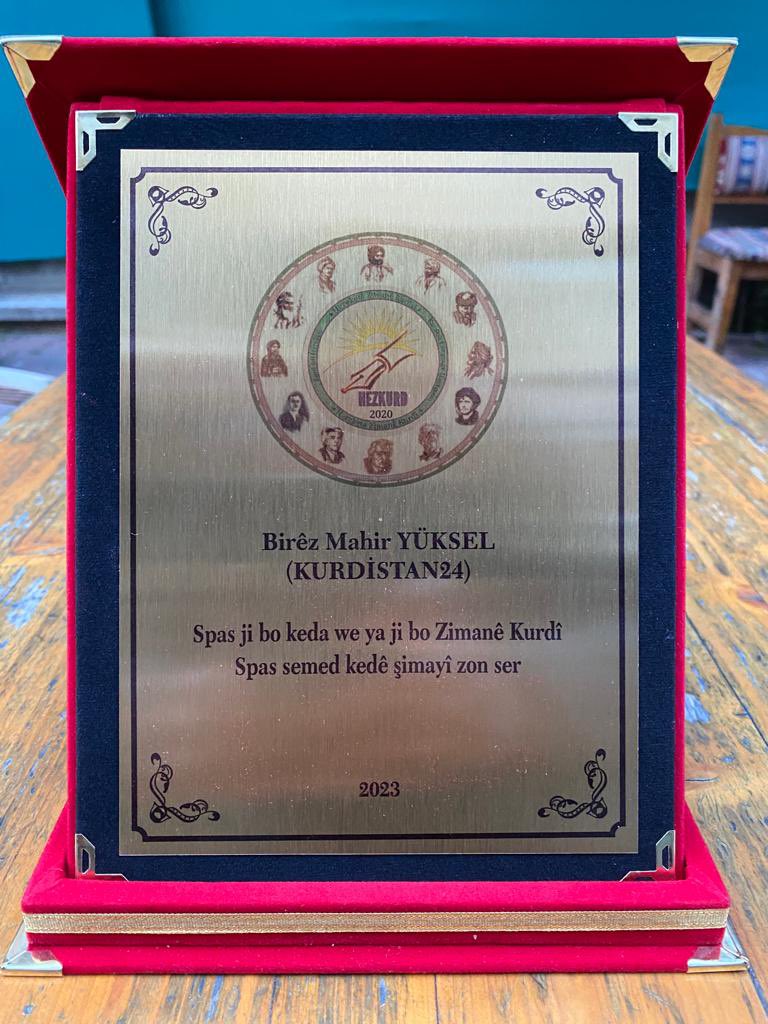 HEZKURD
2020
Birêz Mahir YÜKSEL
(KURDİSTAN24)
Spas ji bo keda we ya ji bo Zimanê Kurdî
Spas semed kedê şimayî zon ser
2023